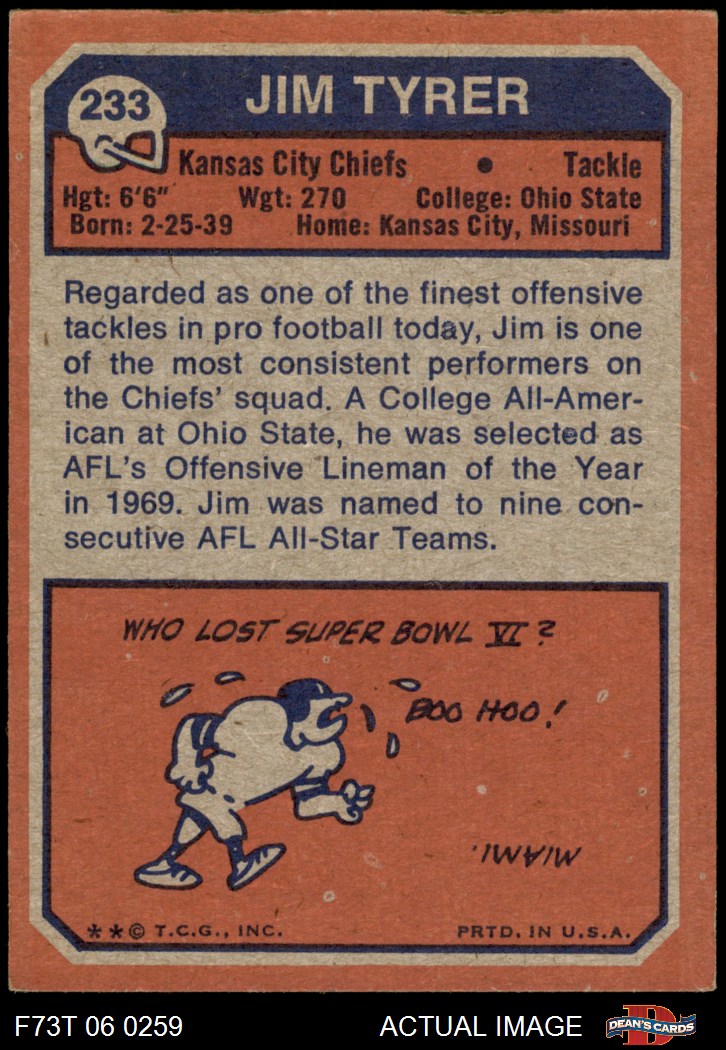 233
JIM TYRER
Kansas City Chiefs • Tackle
Hgt: 6'6" Wgt: 270 College: Ohio State
Born: 2-25-39 Home: Kansas City, Missouri
Regarded as one of the finest offensive
tackles in pro football today, Jim is one
of the most consistent performers on
the Chiefs' squad. A College All-Amer-
ican at Ohio State, he was selected as
AFL's Offensive Lineman of the Year
in 1969. Jim was named to nine con-
secutive AFL All-Star Teams.
WHO LOST SUPER BOWL VI?
BOO HOO!
MIAMI.
**© T.C.G., INC. PRTD. IN U.S.A.
F73T 06 0259 ACTUAL IMAGE
D
DEAN'S CARDS